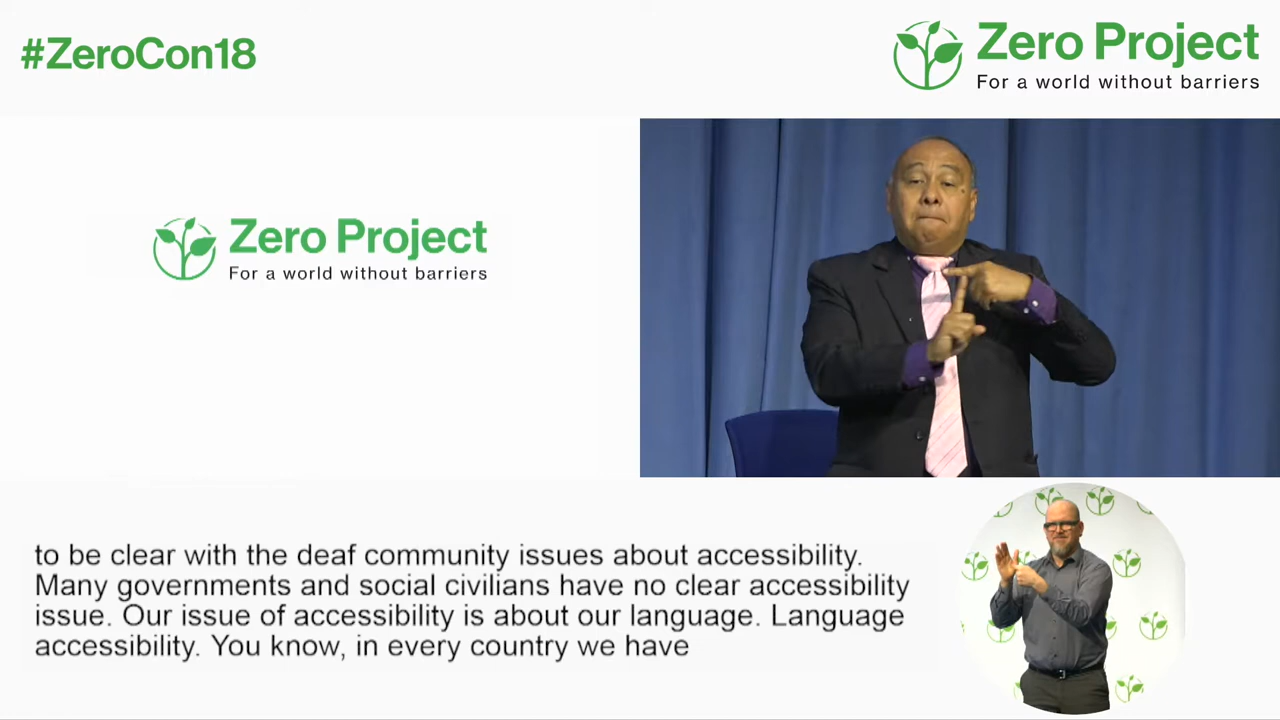 #ZeroCon18
Zero Project
For a world without barriers
Zero Project
For a world without barriers
to be clear with the deaf community issues about accessibility.
Many governments and social civilians have no clear accessibility
issue. Our issue of accessibility is about our language. Language
accessibility. You know, in every country we have